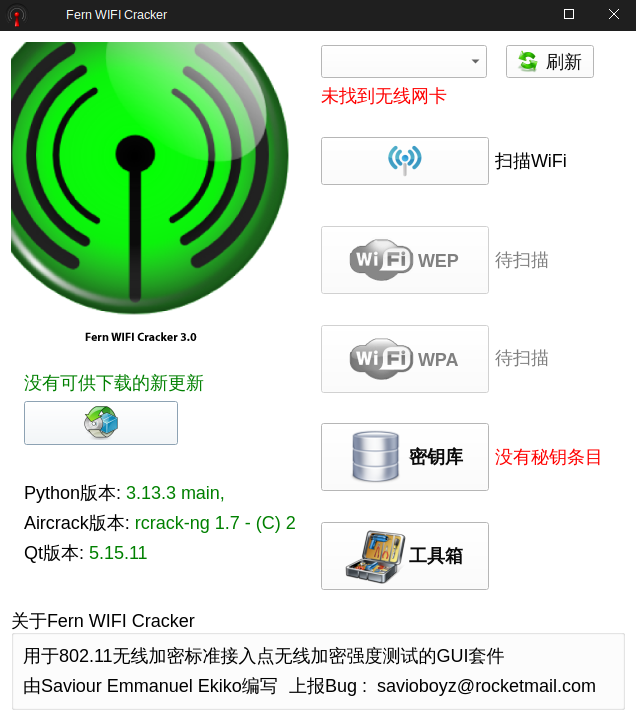 Fern WIFI Cracker
刷新
未找到无线网卡
扫描WiFi
WiFi WEP 待扫描
Fern WIFI Cracker 3.0
WiFi WPA 待扫描
没有可供下载的新更新
密钥库 没有秘钥条目
Python版本: 3.13.3 main,
Aircrack版本: rcrack-ng 1.7 - (C) 2
Qt版本: 5.15.11
工具箱
关于Fern WIFI Cracker
用于802.11无线加密标准接入点无线加密强度测试的GUI套件
由Saviour Emmanuel Ekiko编写 上报Bug : savioboyz@rocketmail.com